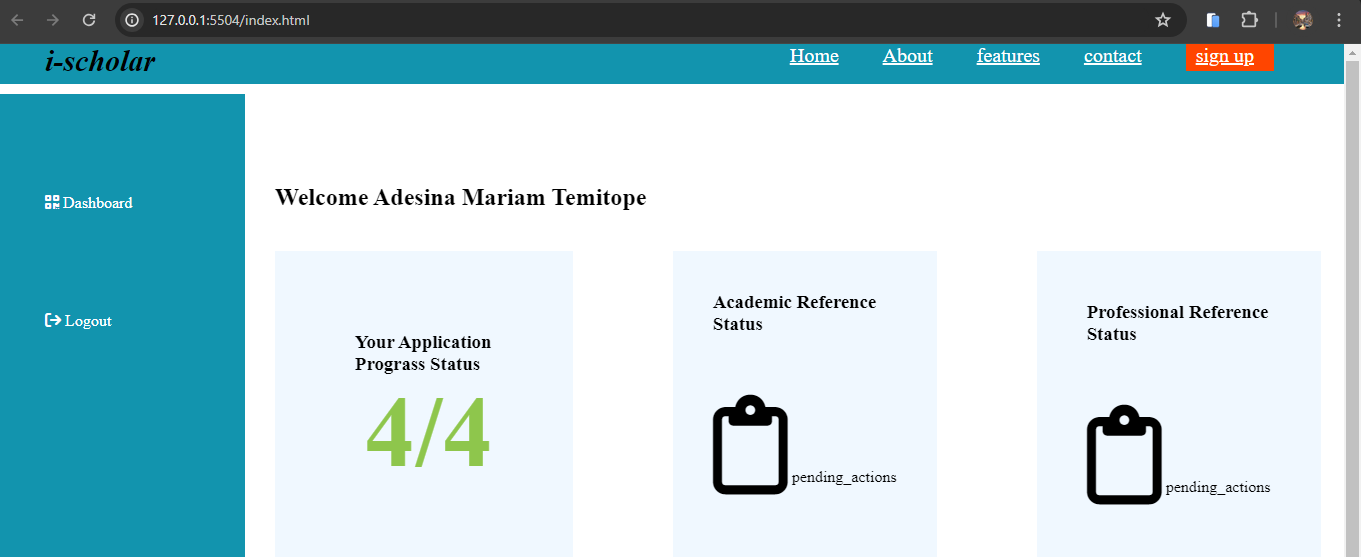 127.0.0.1:5504/index.html
i-scholar
Home About features contact sign up
Dashboard
Logout
Welcome Adesina Mariam Temitope
Your Application
Prograss Status
4/4
Academic Reference
Status
pending_actions
Professional Reference
Status
pending_actions